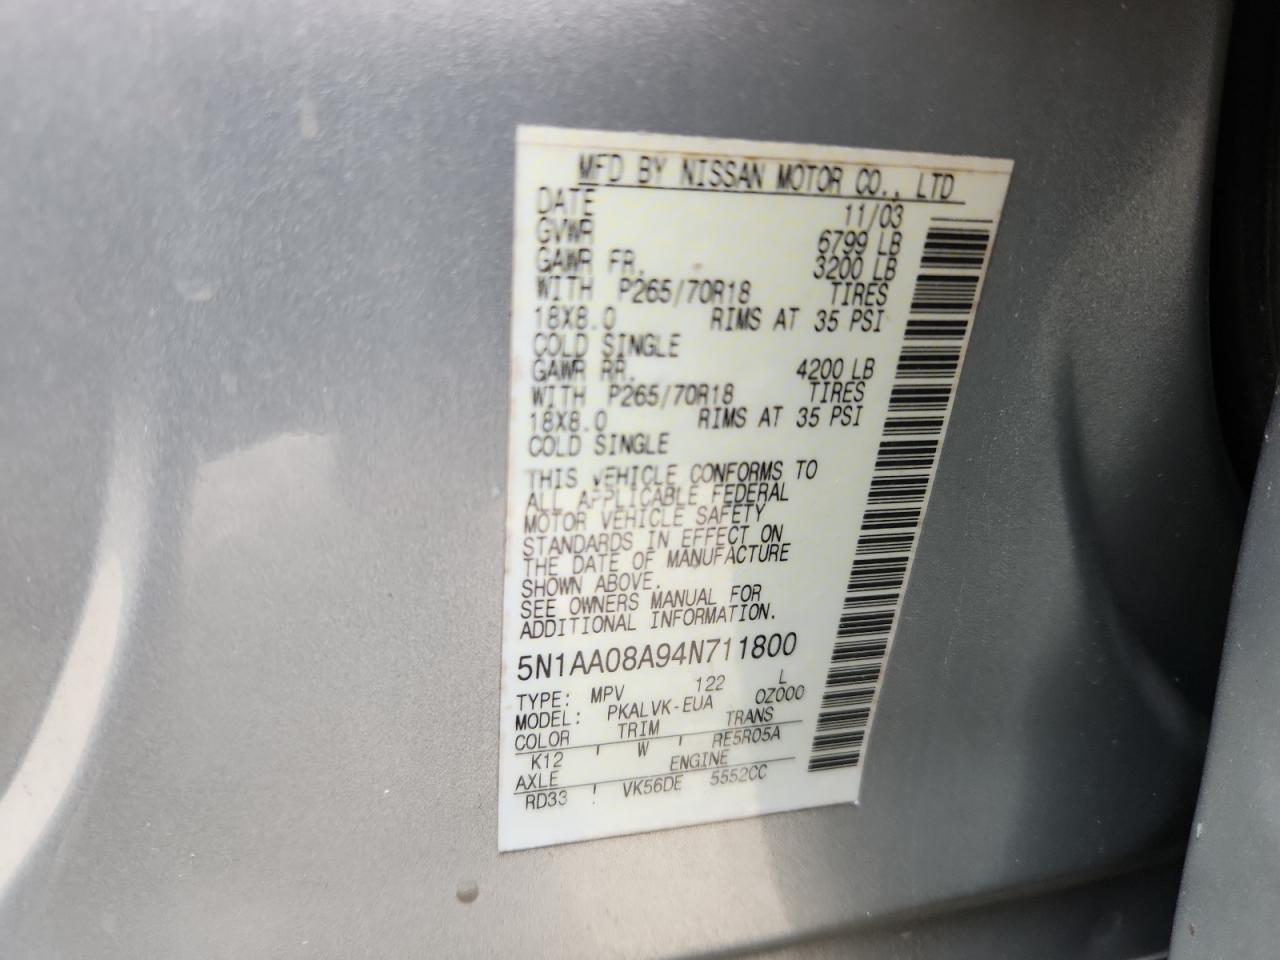 MFD BY NISSAN MOTOR CO., LTD
DATE 11/03
GVWR 6799 LB
GAWR FR. 3200 LB
WITH P265/70R18 TIRES
18X8.0 RIMS AT 35 PSI
COLD SINGLE
GAWR RR. 4200 LB
WITH P265/70R18 TIRES
18X8.0 RIMS AT 35 PSI
COLD SINGLE
THIS VEHICLE CONFORMS TO
ALL APPLICABLE FEDERAL
MOTOR VEHICLE SAFETY
STANDARDS IN EFFECT ON
THE DATE OF MANUFACTURE
SHOWN ABOVE.
SEE OWNERS MANUAL FOR
ADDITIONAL INFORMATION.
5N1AA08A94N711800
TYPE: MPV 122 L
MODEL: PKALVK-EUA OZ000
COLOR TRIM TRANS
K12 ' W ' RE5R05A
AXLE ENGINE
RD33 ' VK56DE 5552CC